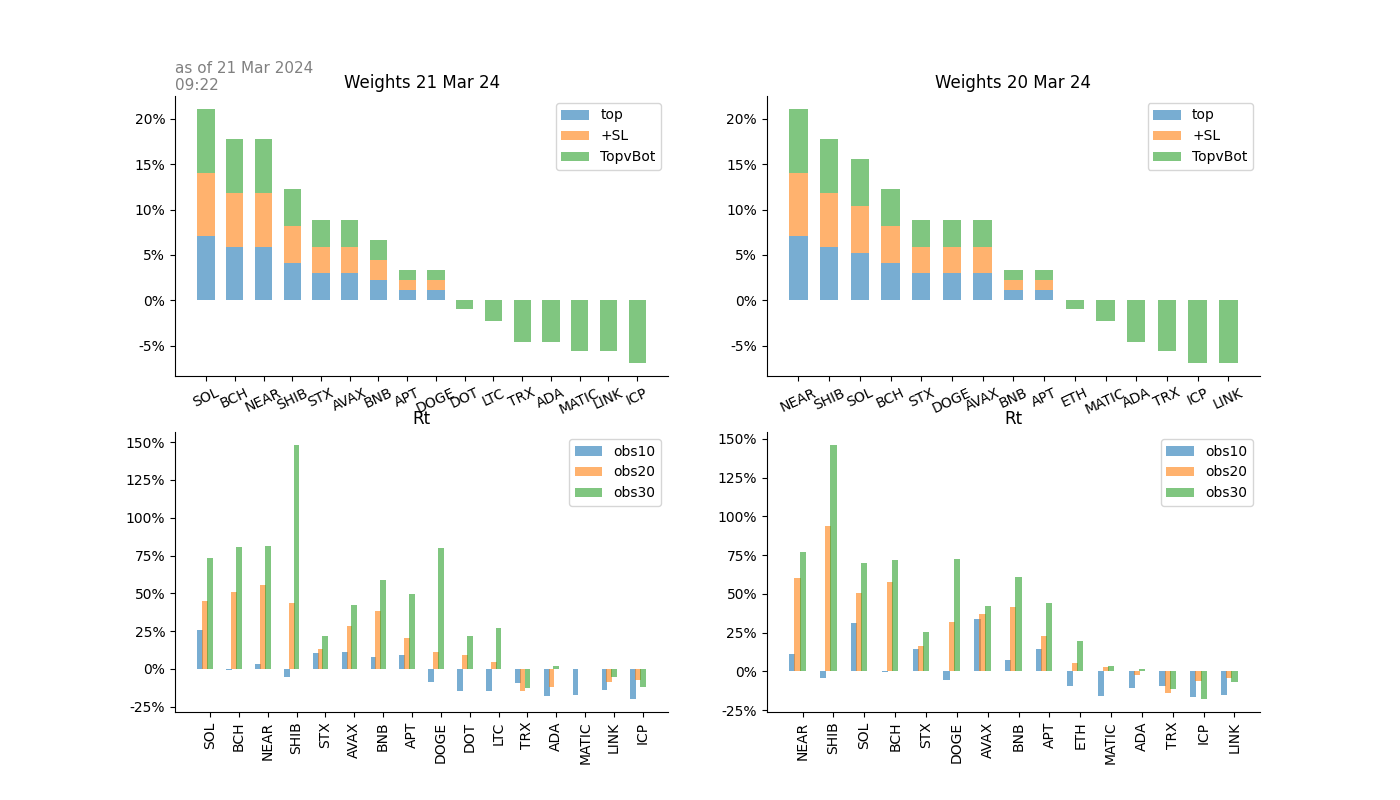 as of 21 Mar 2024
09:22
Weights 21 Mar 24
20%
15%
10%
5%
0%
-5%
top
+SL
TopvBot
SOL BCH NEAR SHIB STX AVAX BNB APT DOGE DOT LTC TRX ADA MATIC LINK ICP
Weights 20 Mar 24
20%
15%
10%
5%
0%
-5%
top
+SL
TopvBot
NEAR SHIB SOL BCH STX DOGE AVAX BNB APT ETH MATIC ADA TRX ICP LINK
Rt
150%
125%
100%
75%
50%
25%
0%
-25%
obs10
obs20
obs30
SOL BCH NEAR SHIB STX AVAX BNB APT DOGE DOT LTC TRX ADA MATIC LINK ICP
Rt
150%
125%
100%
75%
50%
25%
0%
-25%
obs10
obs20
obs30
NEAR SHIB SOL BCH STX DOGE AVAX BNB APT ETH MATIC ADA TRX ICP LINK